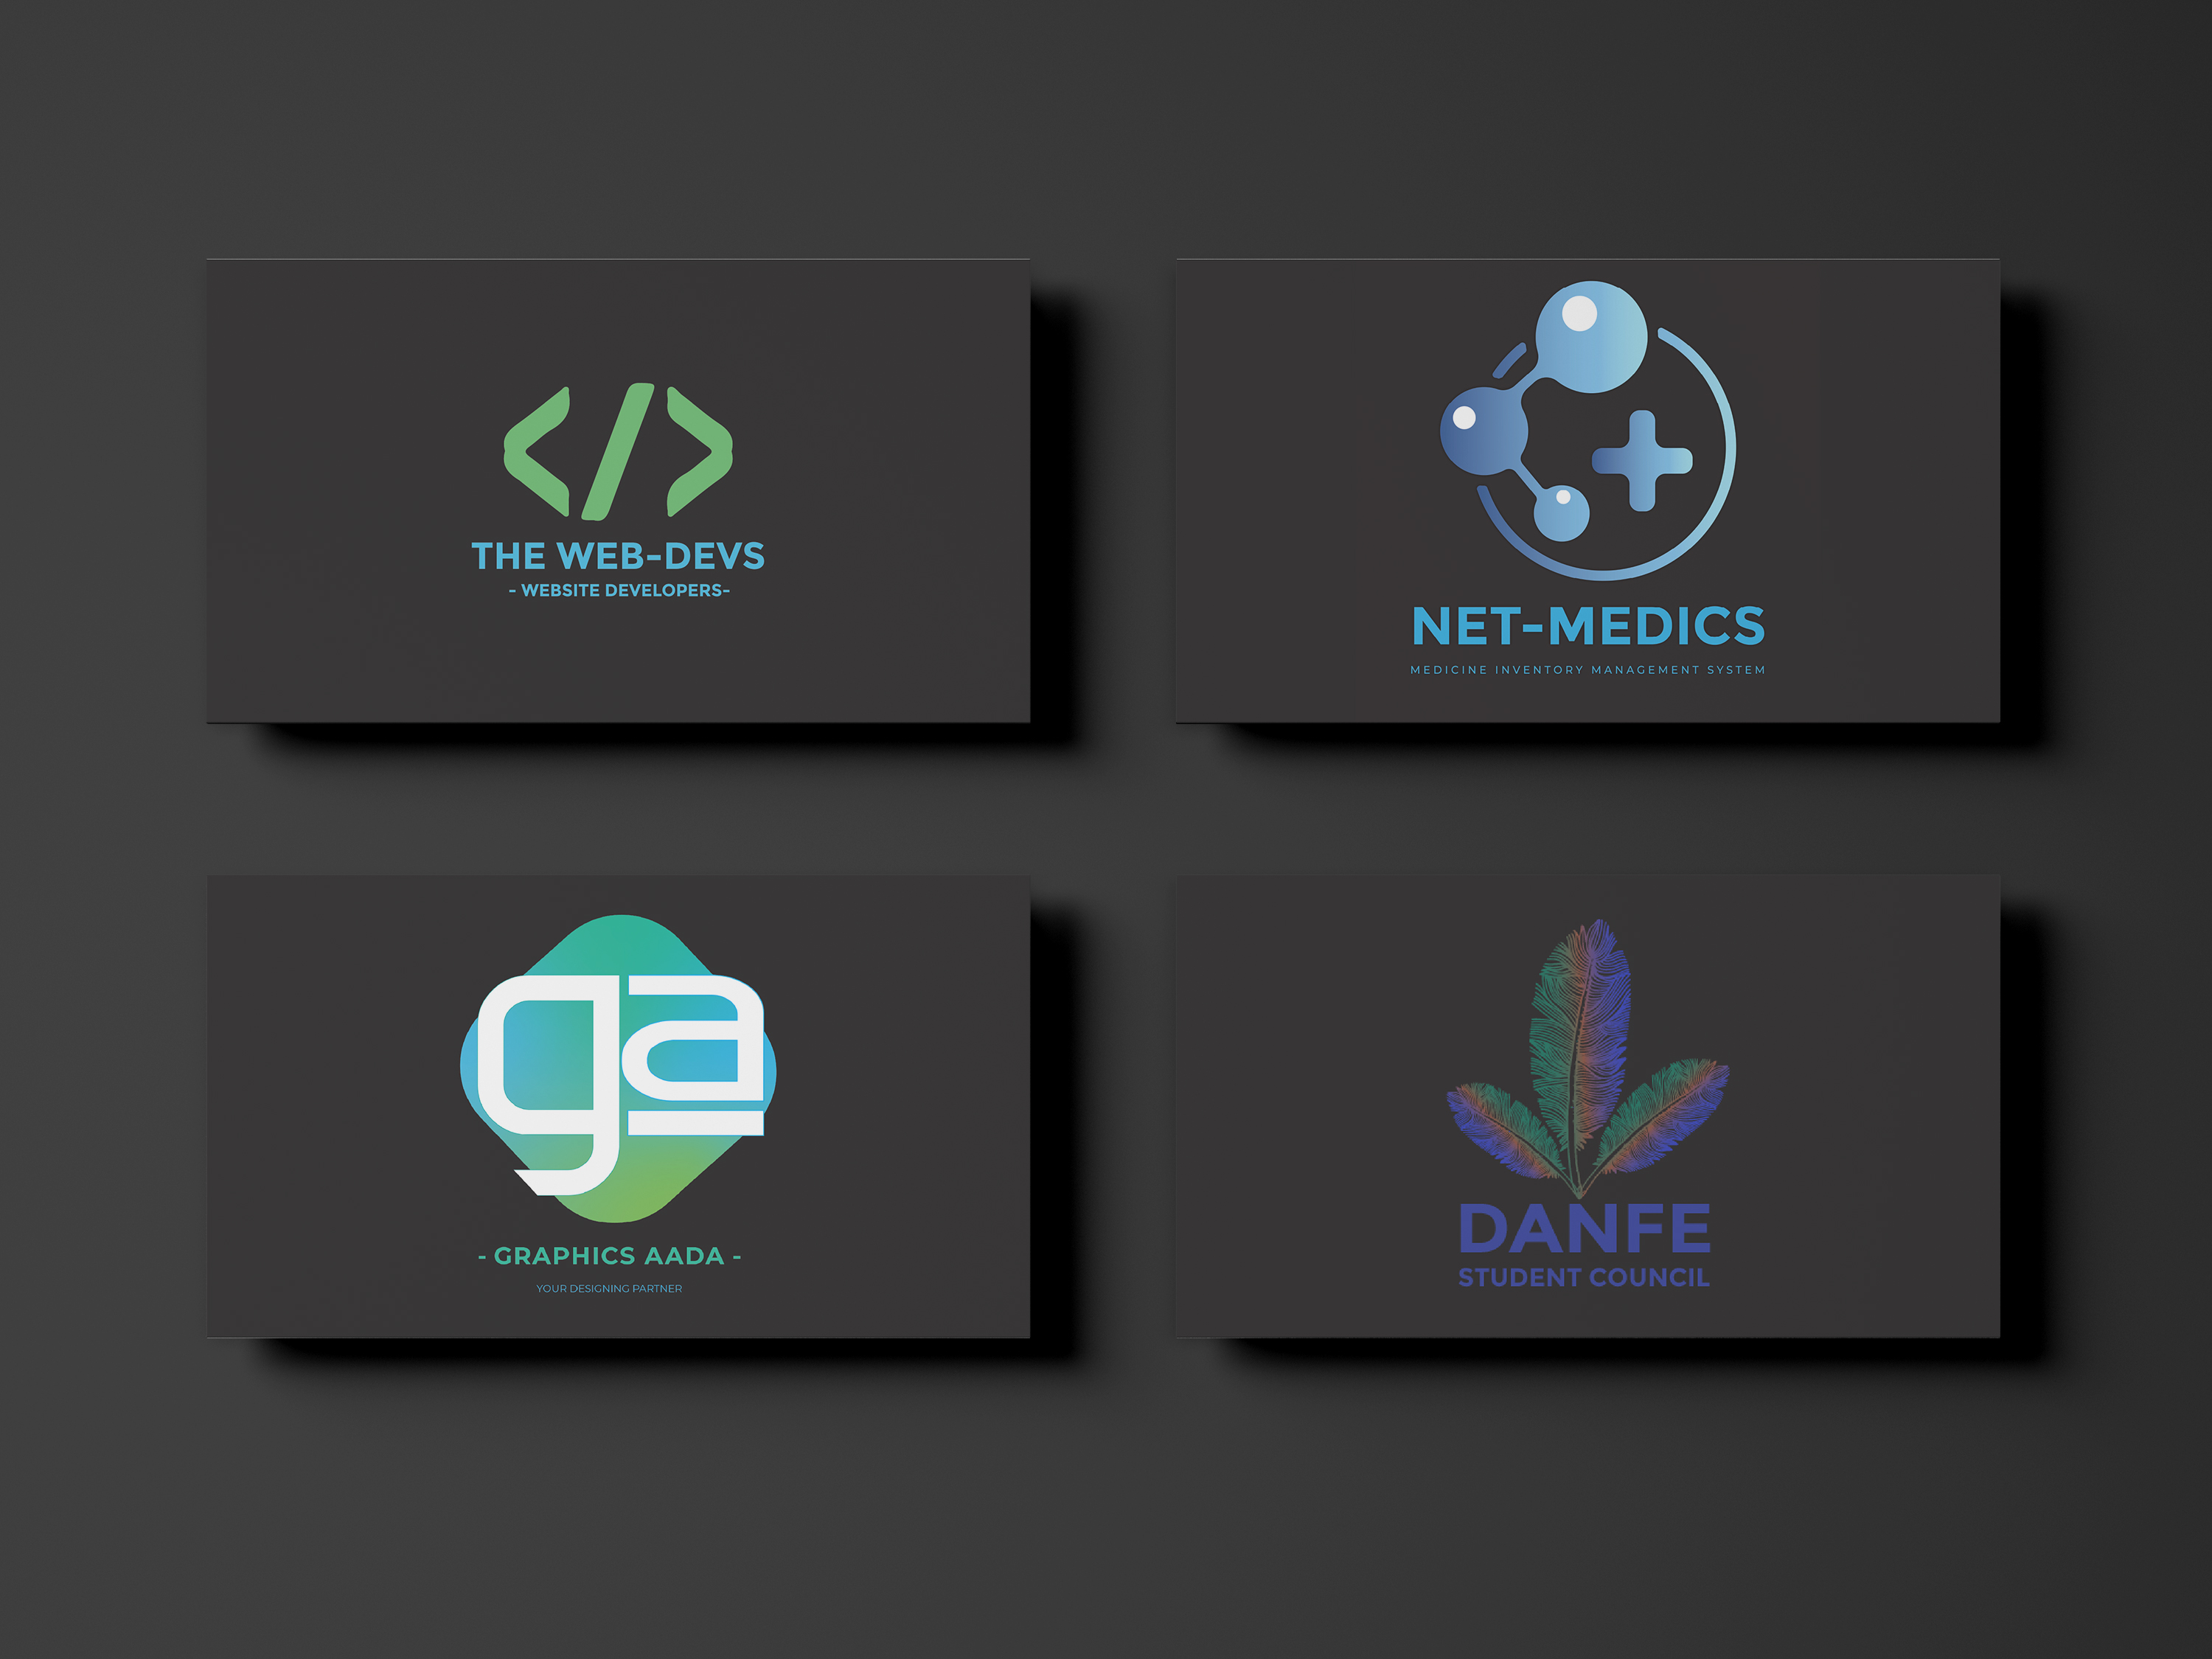 </>
THE WEB-DEVS
- WEBSITE DEVELOPERS-
NET-MEDICS
MEDICINE INVENTORY MANAGEMENT SYSTEM
ga
- GRAPHICS AADA -
YOUR DESIGNING PARTNER
DANFE
STUDENT COUNCIL